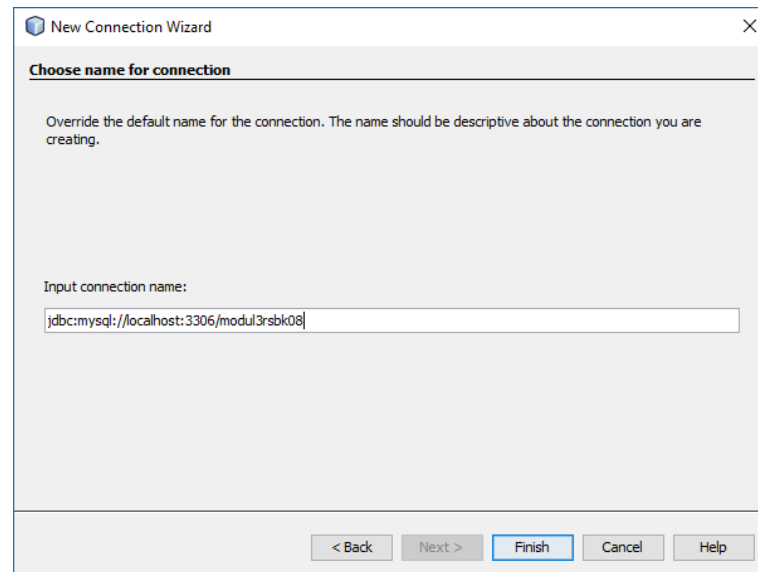 New Connection Wizard
Choose name for connection
Override the default name for the connection. The name should be descriptive about the connection you are
creating.
Input connection name:
jdbc:mysql://localhost:3306/modul3rsbk08
< Back Next > Finish Cancel Help